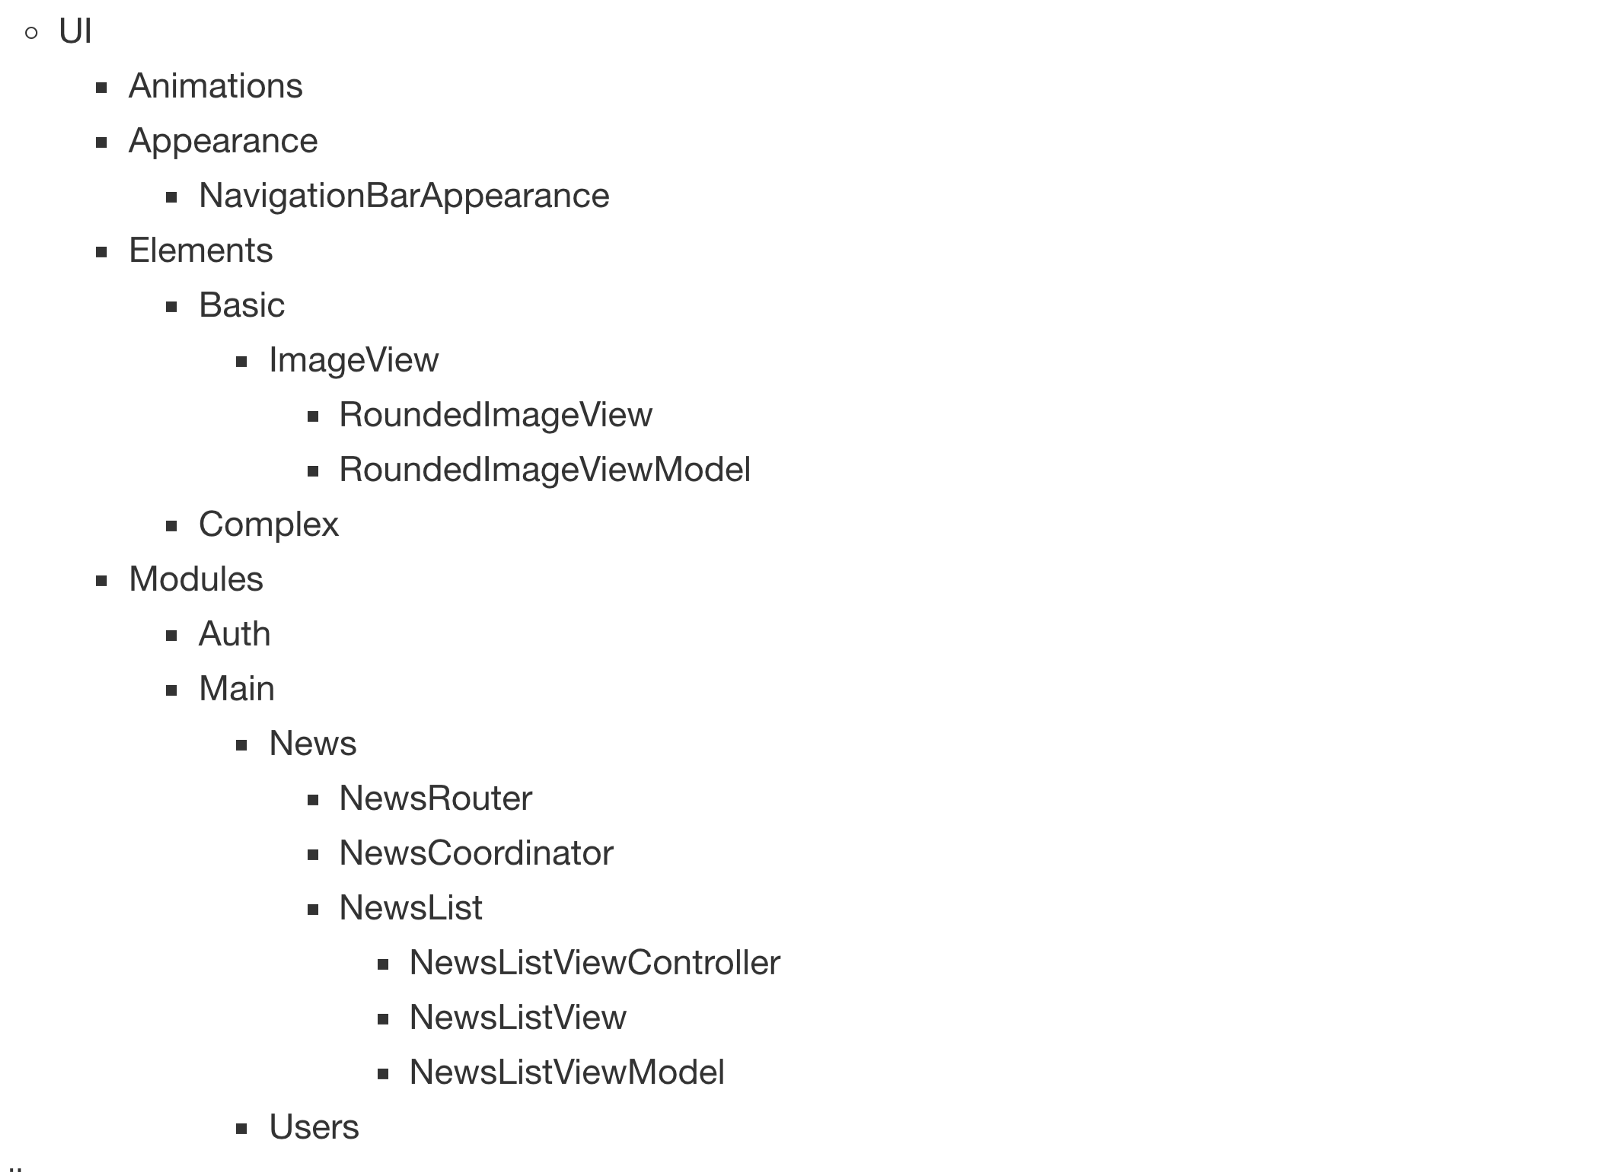 UI
Animations
Appearance
NavigationBarAppearance
Elements
Basic
ImageView
RoundedImageView
RoundedImageViewModel
Complex
Modules
Auth
Main
News
NewsRouter
NewsCoordinator
NewsList
NewsListViewController
NewsListView
NewsListViewModel
Users